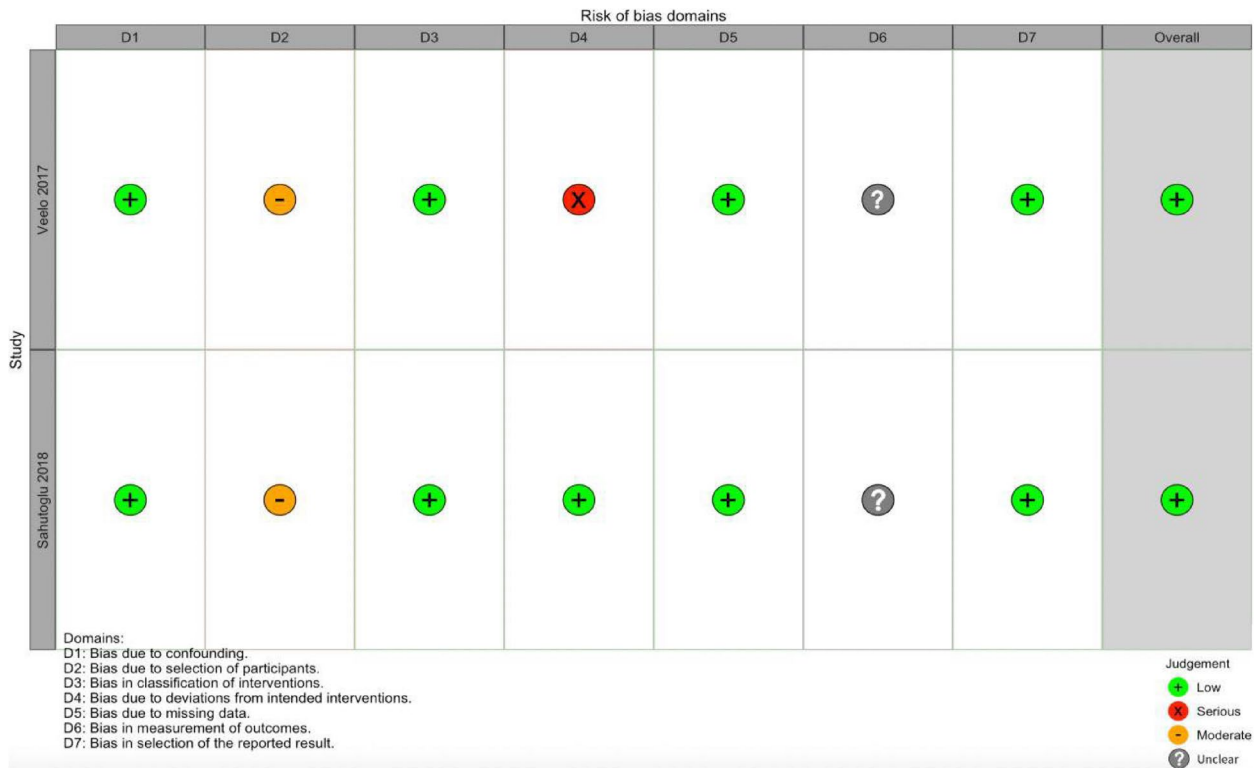 Risk of bias domains
D1 D2 D3 D4 D5 D6 D7 Overall
Study
Veelo 2017
+ - + X + ? + +
Sahutoglu 2018
+ - + + + ? + +
Domains:
D1: Bias due to confounding.
D2: Bias due to selection of participants.
D3: Bias in classification of interventions.
D4: Bias due to deviations from intended interventions.
D5: Bias due to missing data.
D6: Bias in measurement of outcomes.
D7: Bias in selection of the reported result.
Judgement
+ Low
X Serious
- Moderate
? Unclear